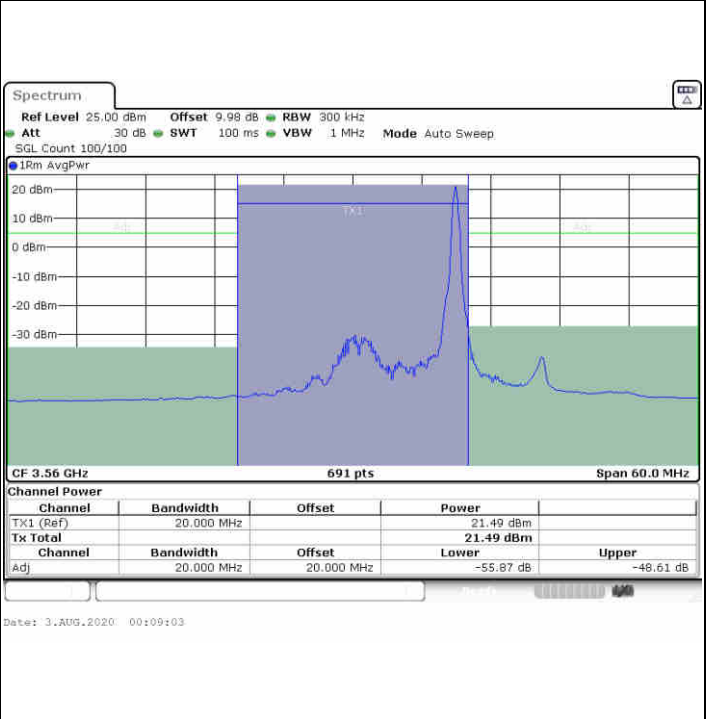 Spectrum
Ref Level 25.00 dBm Offset 9.98 dB RBW 300 kHz
Att 30 dB SWT 100 ms VBW 1 MHz Mode Auto Sweep
SGL Count 100/100
1Rm AvgPwr
20 dBm
TX1
10 dBm
Adj Adj
0 dBm
-10 dBm
-20 dBm
-30 dBm
CF 3.56 GHz 691 pts Span 60.0 MHz
Channel Power
Channel Bandwidth Offset Power
TX1 (Ref) 20.000 MHz 21.49 dBm
Tx Total 21.49 dBm
Channel Bandwidth Offset Lower Upper
Adj 20.000 MHz 20.000 MHz -55.87 dB -48.61 dB
Date: 3.AUG.2020 00:09:03